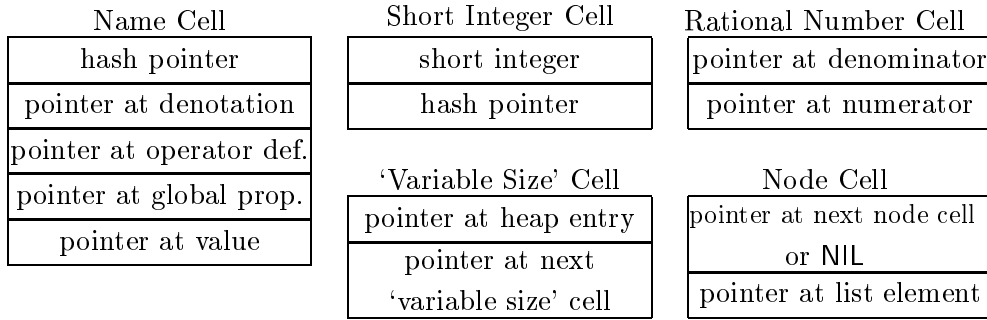 Name Cell
hash pointer
pointer at denotation
pointer at operator def.
pointer at global prop.
pointer at value
Short Integer Cell
short integer
hash pointer
Rational Number Cell
pointer at denominator
pointer at numerator
‘Variable Size’ Cell
pointer at heap entry
pointer at next
‘variable size’ cell
Node Cell
pointer at next node cell
or NIL
pointer at list element